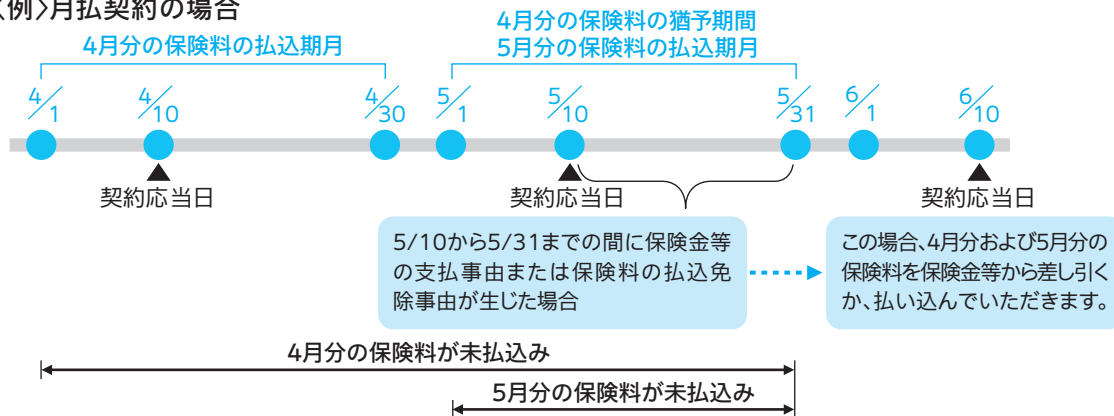 〈例〉月払契約の場合
4月分の保険料の払込期月
4月分の保険料の猶予期間
5月分の保険料の払込期月
4/1
4/10
4/30
5/1
5/10
5/31
6/1
6/10
契約応当日
契約応当日
契約応当日
5/10から5/31までの間に保険金等
の支払事由または保険料の払込免
除事由が生じた場合
この場合、4月分および5月分の
保険料を保険金等から差し引く
か、払い込んでいただきます。
4月分の保険料が未払込み
5月分の保険料が未払込み